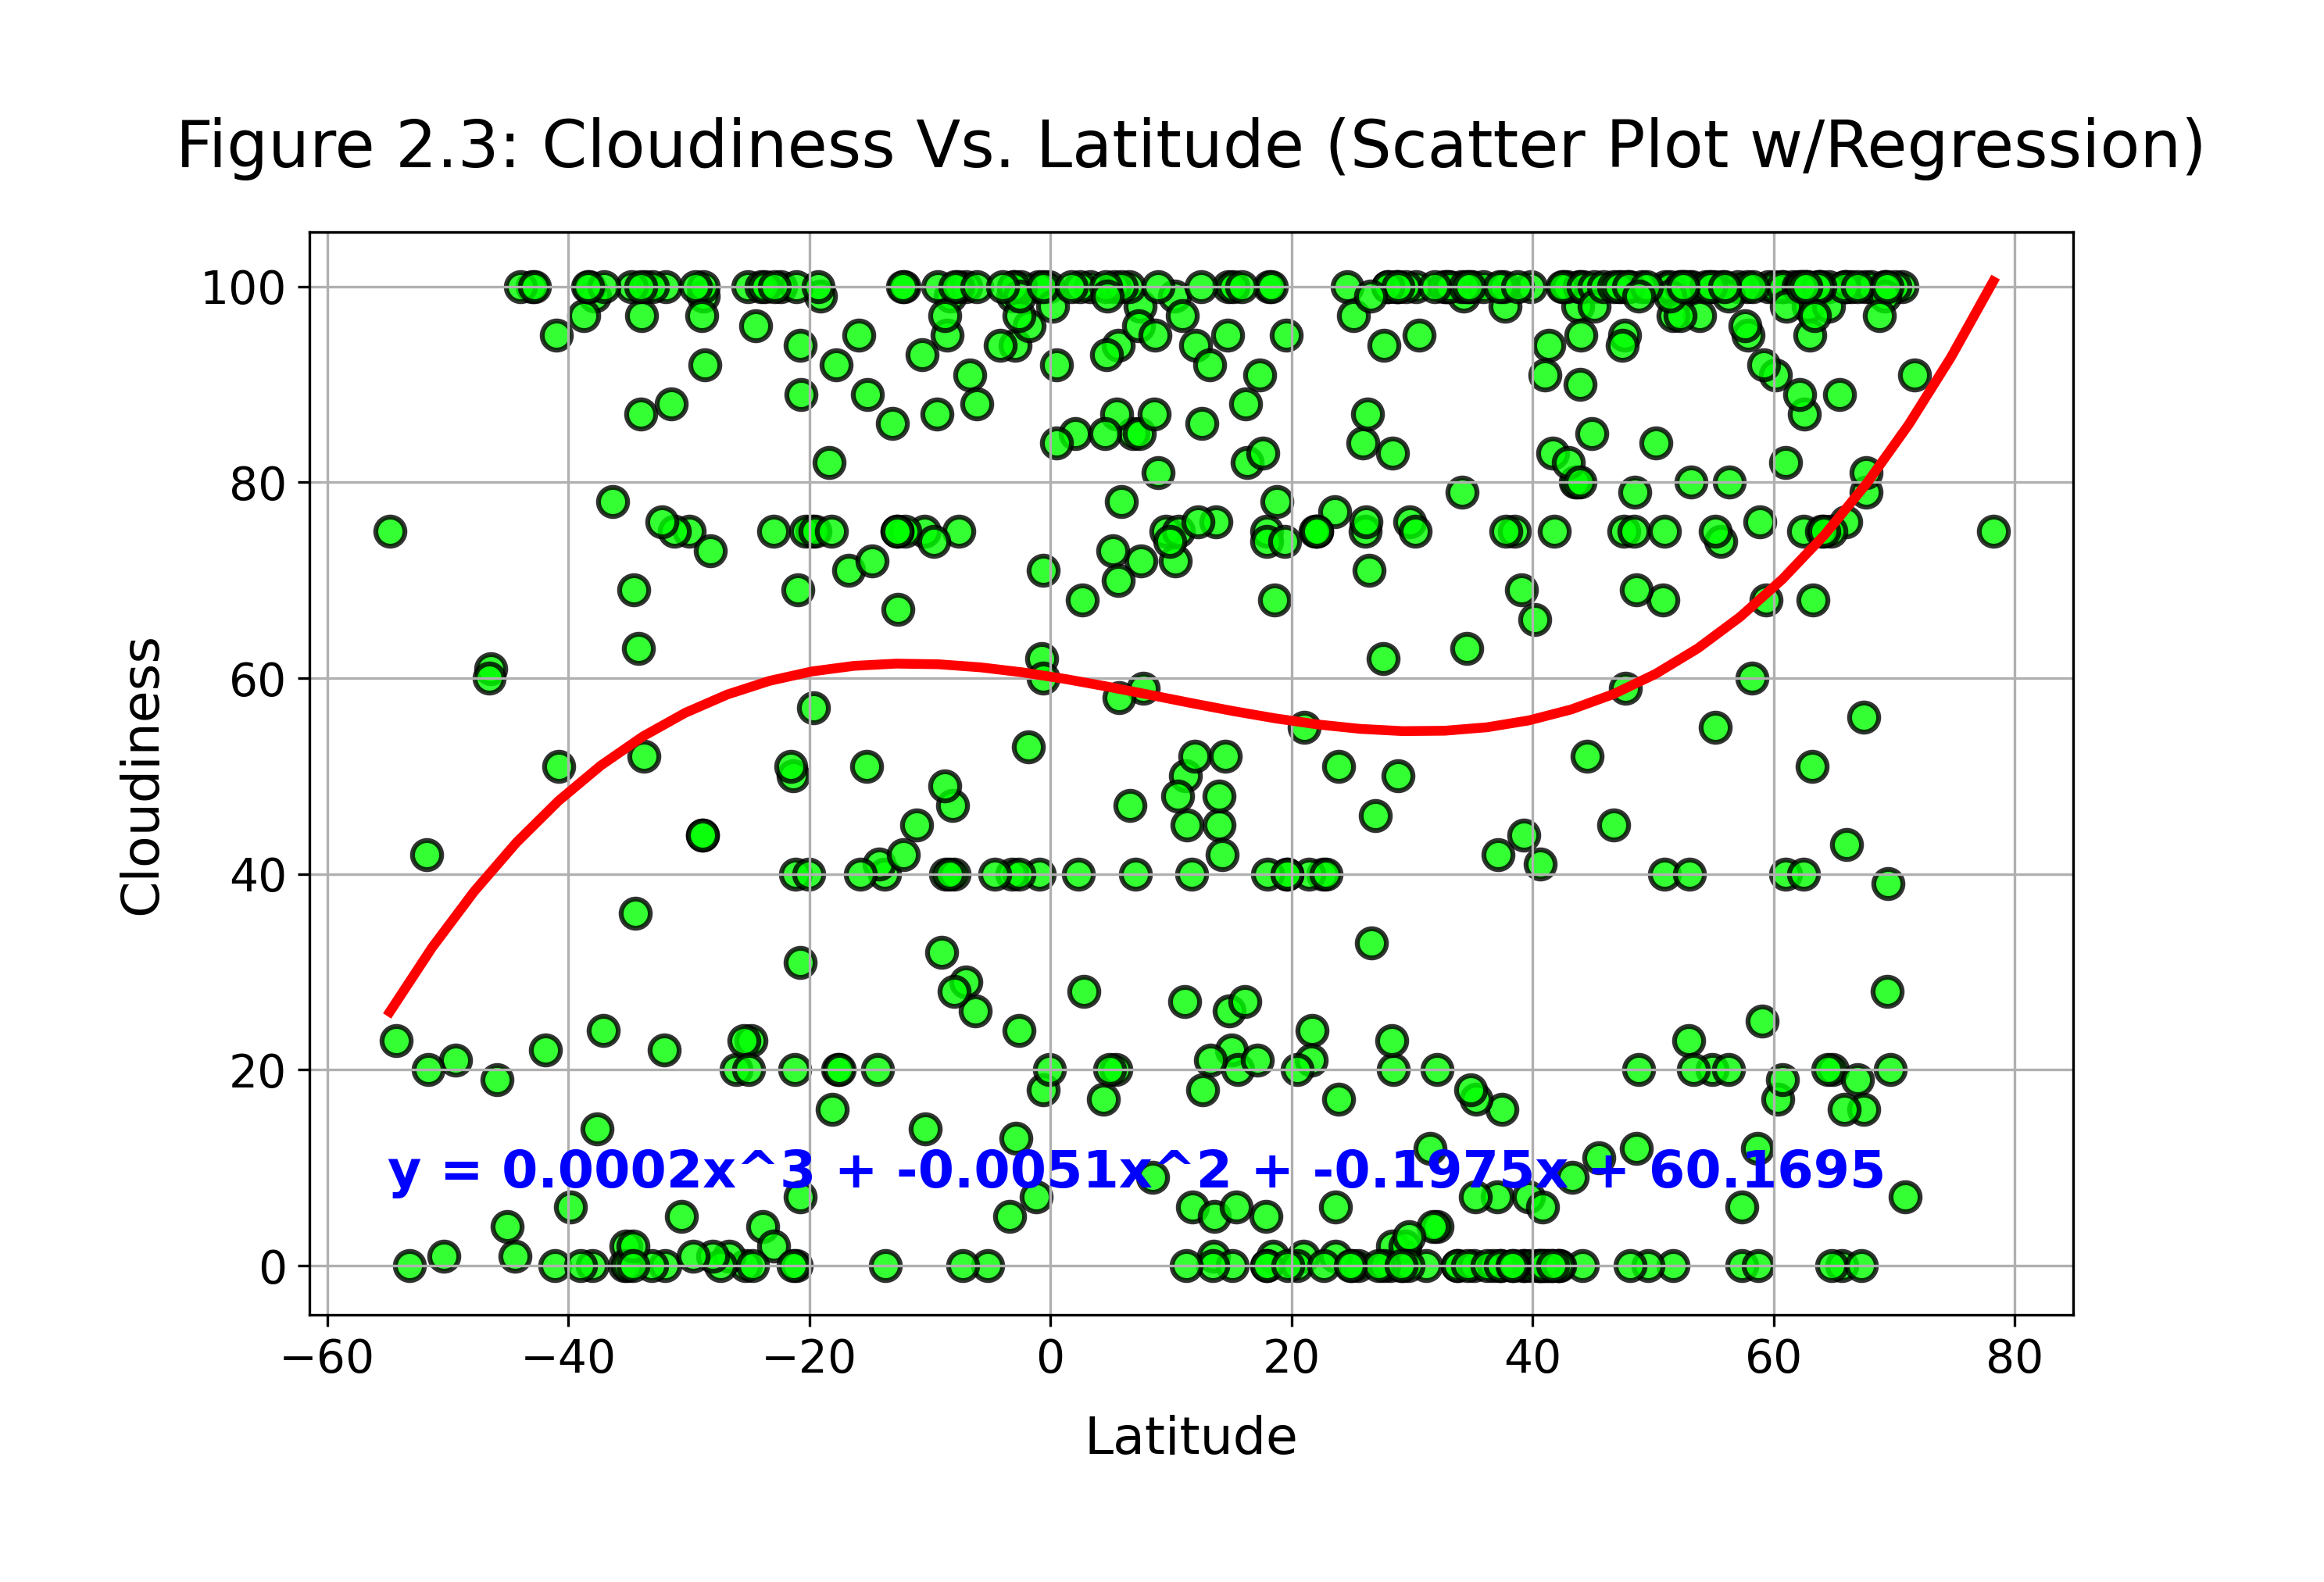 Figure 2.3: Cloudiness Vs. Latitude (Scatter Plot w/Regression)
100
80
60
40
20
0
Cloudiness
y = 0.0002x^3 + -0.0051x^2 + -0.1975x + 60.1695
−60 −40 −20 0 20 40 60 80
Latitude